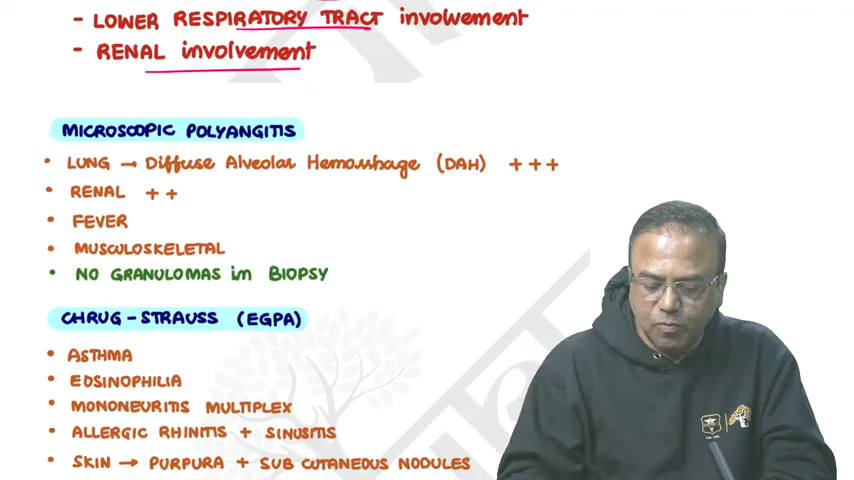 - LOWER RESPIRATORY TRACT involwement
- RENAL involvement
MICROSCOPIC POLYANGITIS
• LUNG → Diffuse Alveolar Hemorrhage (DAH) +++
• RENAL ++
• FEVER
• MUSCULOSKELETAL
• NO GRANULOMAS in BIOPSY
CHRUG-STRAUSS (EGPA)
• ASTHMA
• EOSINOPHILIA
• MONONEURITIS MULTIPLEX
• ALLERGIC RHINITIS + SINUSITIS
• SKIN → PURPURA + SUB CUTANEOUS NODULES